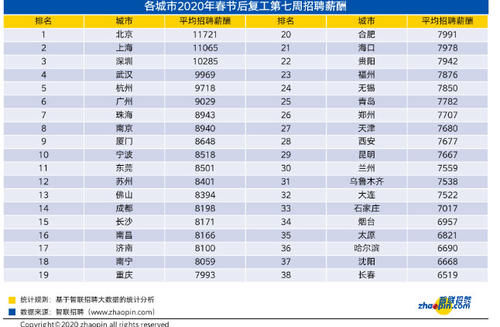 各城市2020年春节后复工第七周招聘薪酬
排名 城市 平均招聘薪酬 排名 城市 平均招聘薪酬
1 北京 11721 20 合肥 7991
2 上海 11065 21 海口 7978
3 深圳 10285 22 贵阳 7942
4 武汉 9969 23 福州 7876
5 杭州 9718 24 无锡 7850
6 广州 9029 25 青岛 7782
7 珠海 8943 26 郑州 7707
8 南京 8940 27 天津 7680
9 厦门 8648 28 西安 7677
10 宁波 8518 29 昆明 7667
11 东莞 8501 30 兰州 7559
12 苏州 8401 31 乌鲁木齐 7538
13 佛山 8394 32 大连 7522
14 成都 8198 33 石家庄 7017
15 长沙 8171 34 烟台 6957
16 南昌 8166 35 太原 6821
17 济南 8100 36 哈尔滨 6690
18 南宁 8059 37 沈阳 6668
19 重庆 7993 38 长春 6519
统计规则：基于智联招聘大数据的统计分析
数据来源：智联招聘（www.zhaopin.com）
智联招聘
zhaopin.com
Copyright©2020 zhaopin all rights reserved